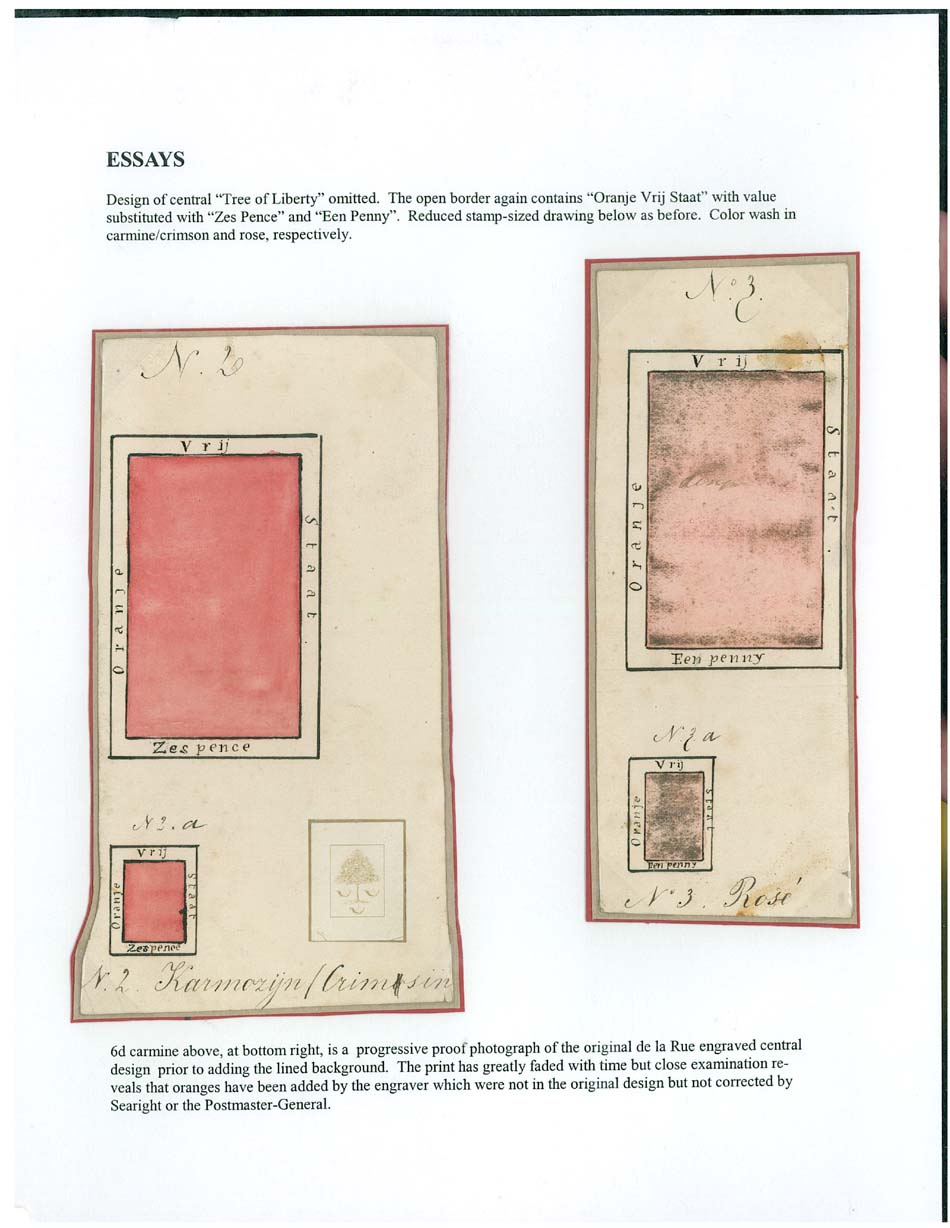 ESSAYS
Design of central “Tree of Liberty” omitted. The open border again contains “Oranje Vrij Staat” with value
substituted with “Zes Pence” and “Een Penny”. Reduced stamp-sized drawing below as before. Color wash in
carmine/crimson and rose, respectively.
N. 2
Vrij
Oranje
Staat.
Zes pence
N 2. a
Vrij
Oranje
Staat
Zes pence
N. 2. Karmozijn / Crimosin
No 3.
Vrij
Oranje
Staat.
Een penny
Vrij
Oranje
Staat
Een penny
No 3. Rosé
6d carmine above, at bottom right, is a progressive proof photograph of the original de la Rue engraved central
design prior to adding the lined background. The print has greatly faded with time but close examination re-
veals that oranges have been added by the engraver which were not in the original design but not corrected by
Searight or the Postmaster-General.